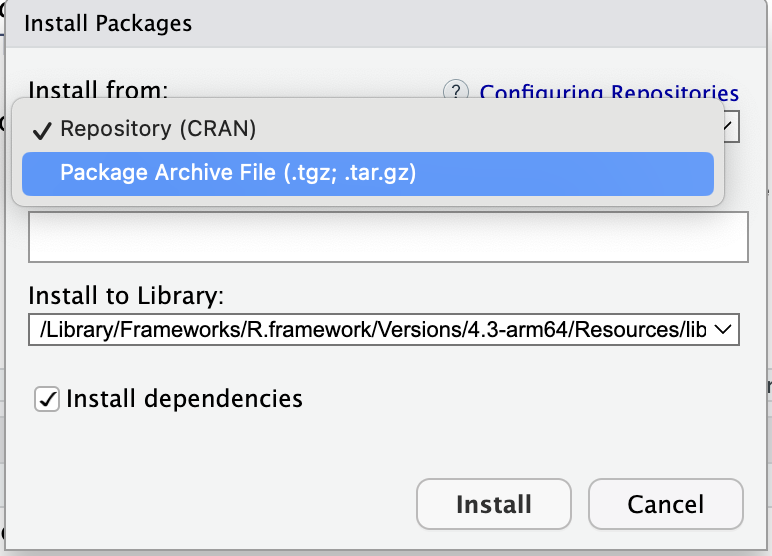 Install Packages
Install from:
? Configuring Repositories
✓ Repository (CRAN)
Package Archive File (.tgz; .tar.gz)
Install to Library:
/Library/Frameworks/R.framework/Versions/4.3-arm64/Resources/lib
Install dependencies
Install
Cancel